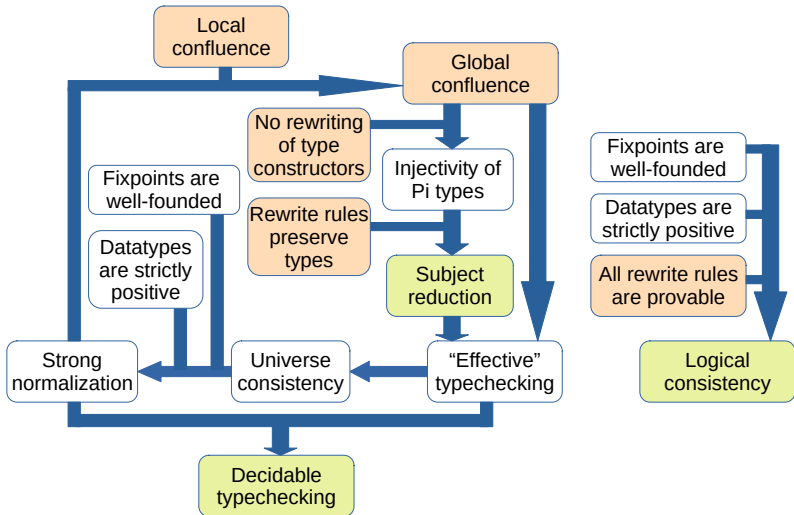 Local
confluence
Global
confluence
No rewriting
of type
constructors
Fixpoints are
well-founded
Injectivity of
Pi types
Fixpoints are
well-founded
Datatypes
are strictly
positive
Rewrite rules
preserve
types
Datatypes are
strictly positive
Subject
reduction
All rewrite rules
are provable
Strong
normalization
Universe
consistency
“Effective”
typechecking
Logical
consistency
Decidable
typechecking